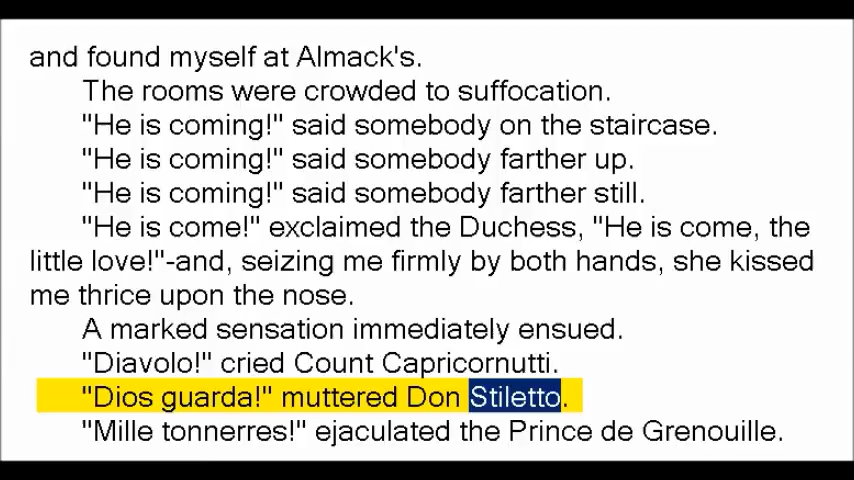 and found myself at Almack's.
The rooms were crowded to suffocation.
"He is coming!" said somebody on the staircase.
"He is coming!" said somebody farther up.
"He is coming!" said somebody farther still.
"He is come!" exclaimed the Duchess, "He is come, the
little love!"-and, seizing me firmly by both hands, she kissed
me thrice upon the nose.
A marked sensation immediately ensued.
"Diavolo!" cried Count Capricornutti.
"Dios guarda!" muttered Don Stiletto.
"Mille tonnerres!" ejaculated the Prince de Grenouille.